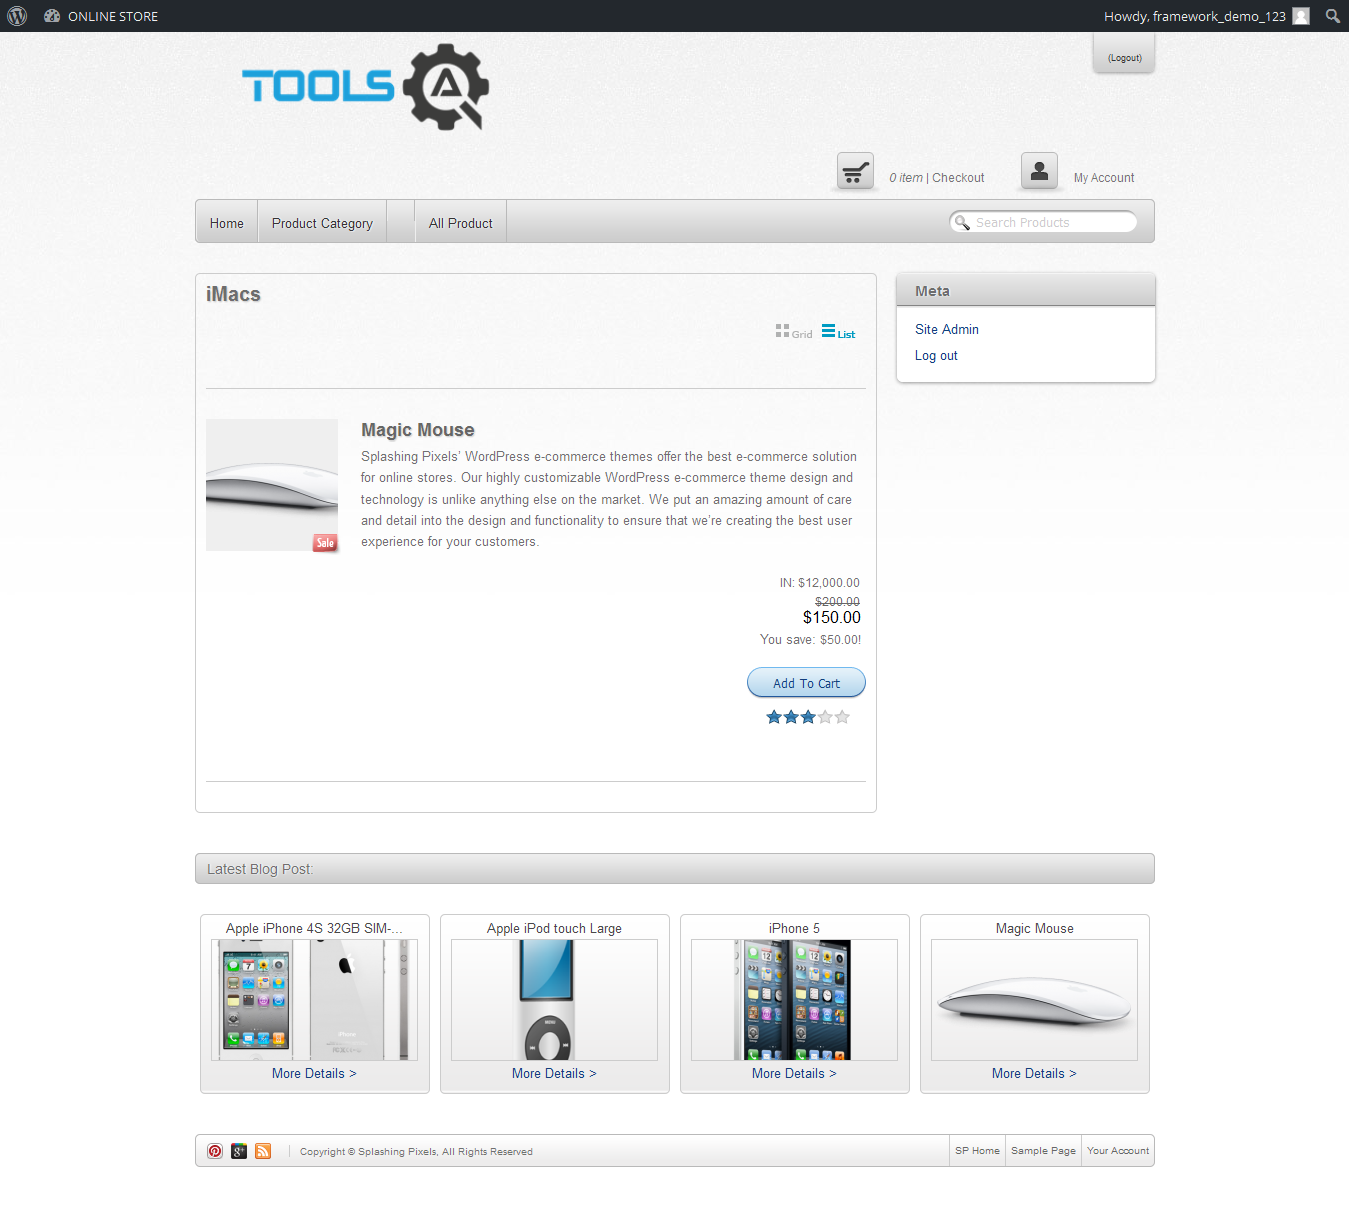 ONLINE STORE
Howdy, framework_demo_123
(Logout)
TOOLS QA
0 item | Checkout
My Account
Home
Product Category
All Product
Search Products
iMacs
Grid
List
Meta
Site Admin
Log out
Magic Mouse
Splashing Pixels’ WordPress e-commerce themes offer the best e-commerce solution
for online stores. Our highly customizable WordPress e-commerce theme design and
technology is unlike anything else on the market. We put an amazing amount of care
and detail into the design and functionality to ensure that we’re creating the best user
experience for your customers.
Sale
IN: $12,000.00
$200.00
$150.00
You save: $50.00!
Add To Cart
Latest Blog Post:
Apple iPhone 4S 32GB SIM-...
Apple iPod touch Large
iPhone 5
Magic Mouse
iPhone
MENU
More Details >
More Details >
More Details >
More Details >
Copyright © Splashing Pixels, All Rights Reserved
SP Home
Sample Page
Your Account